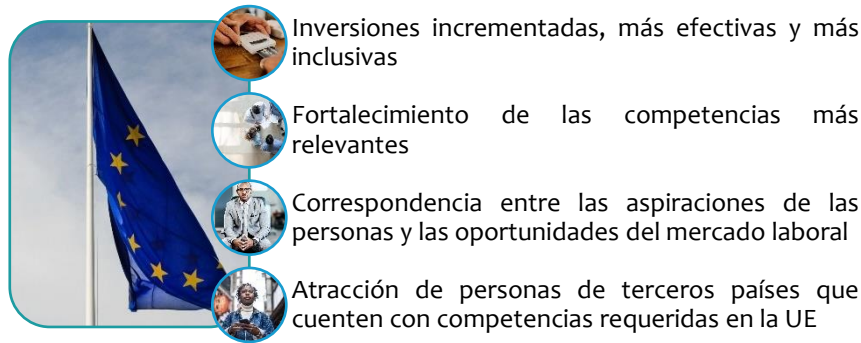 Inversiones incrementadas, más efectivas y más
inclusivas
Fortalecimiento de las competencias más
relevantes
Correspondencia entre las aspiraciones de las
personas y las oportunidades del mercado laboral
Atracción de personas de terceros países que
cuenten con competencias requeridas en la UE